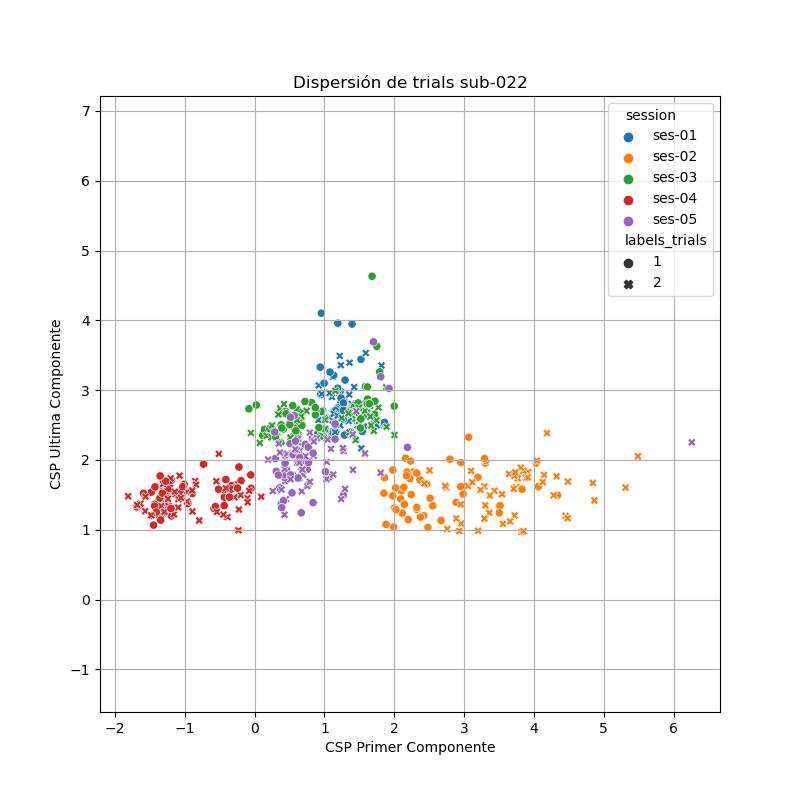 Dispersión de trials sub-022
7
6
5
4
3
2
1
0
−1
−2
−1
0
1
2
3
4
5
6
CSP Ultima Componente
CSP Primer Componente
session
ses-01
ses-02
ses-03
ses-04
ses-05
labels_trials
1
2